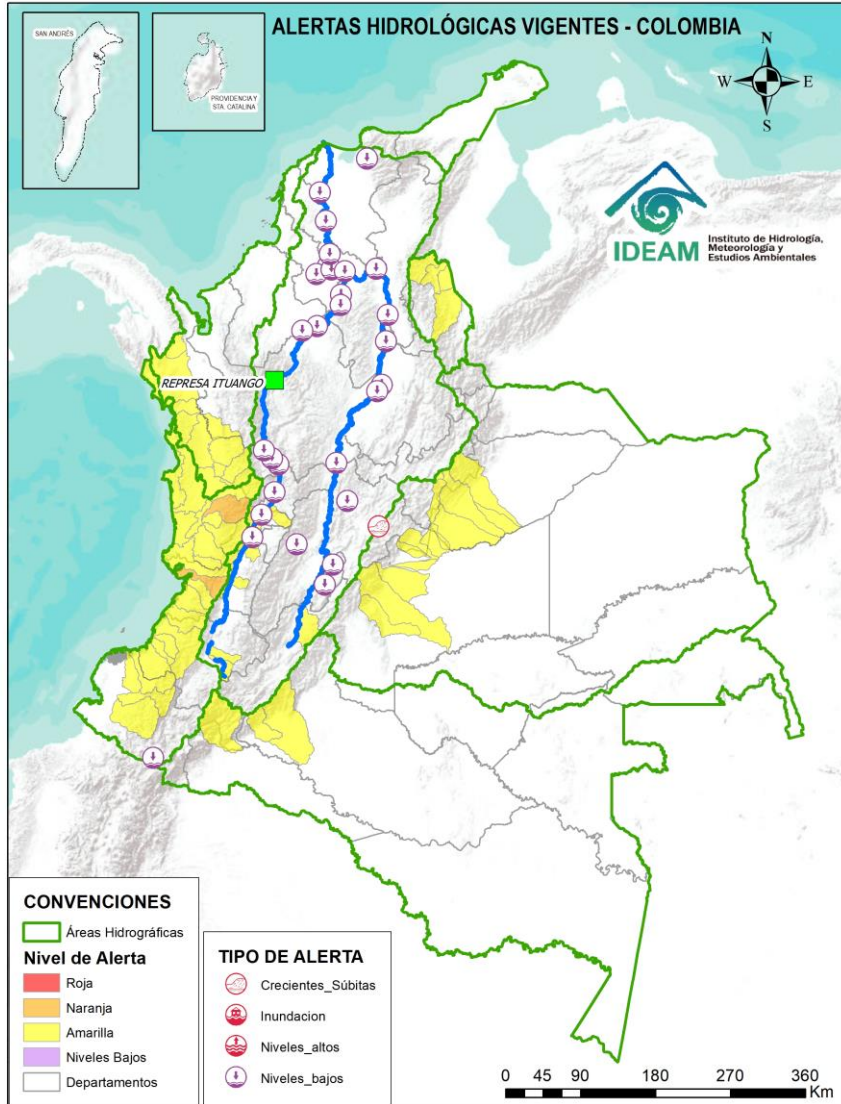 SAN ANDRÉS
PROVIDENCIA Y
STA. CATALINA
ALERTAS HIDROLÓGICAS VIGENTES - COLOMBIA
N
W
E
S
IDEAM
Instituto de Hidrología,
Meteorología y
Estudios Ambientales
REPRESA ITUANGO
CONVENCIONES
Áreas Hidrográficas
Nivel de Alerta
Roja
Naranja
Amarilla
Niveles Bajos
Departamentos
TIPO DE ALERTA
Crecientes_Súbitas
Inundacion
Niveles_altos
Niveles_bajos
0 45 90 180 270 360
Km